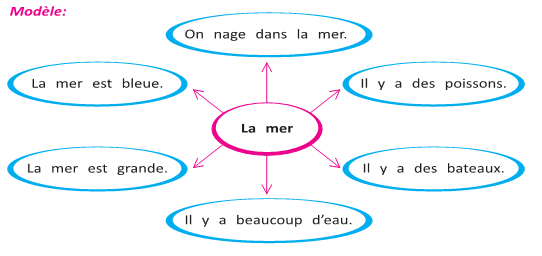 Modèle:
On nage dans la mer.
La mer est bleue.
Il y a des poissons.
La mer
La mer est grande.
Il y a des bateaux.
Il y a beaucoup d'eau.